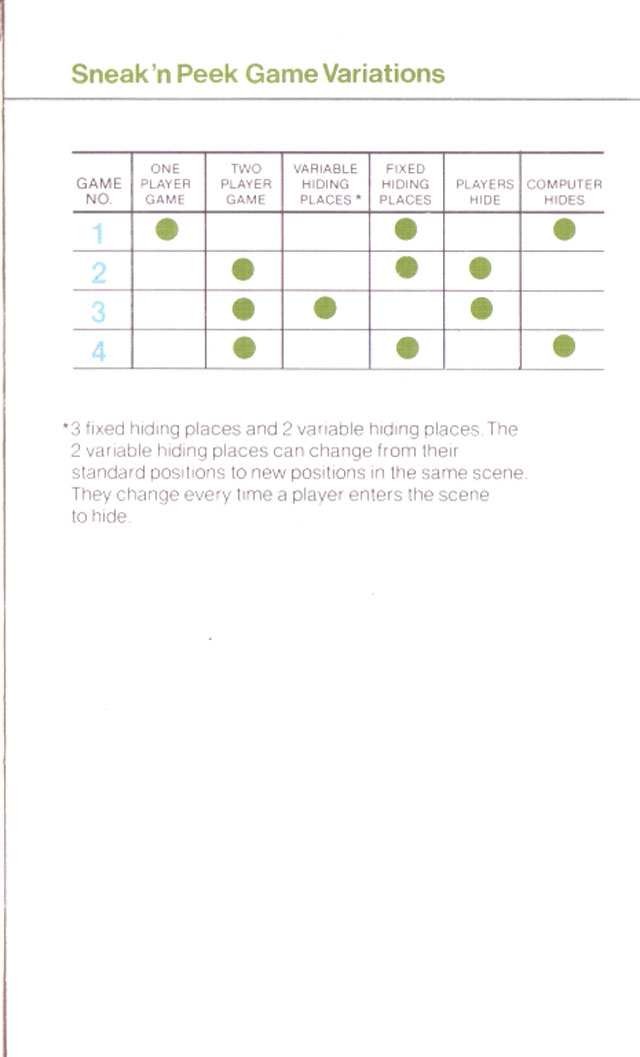 Sneak 'n Peek Game Variations
GAME NO. ONE PLAYER GAME TWO PLAYER GAME VARIABLE HIDING PLACES * FIXED HIDING PLACES PLAYERS HIDE COMPUTER HIDES
1
2
3
4
*3 fixed hiding places and 2 variable hiding places. The
2 variable hiding places can change from their
standard positions to new positions in the same scene.
They change every time a player enters the scene
to hide.